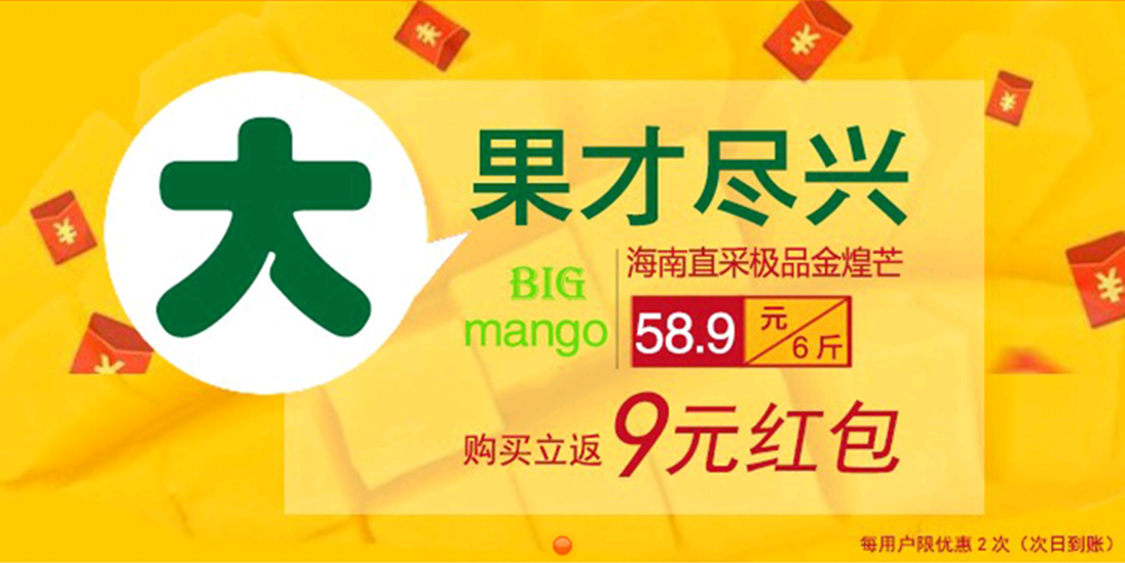 大
果才尽兴
BIG
mango
海南直采极品金煌芒
58.9 元/6斤
购买立返9元红包
每用户限优惠2次（次日到账）